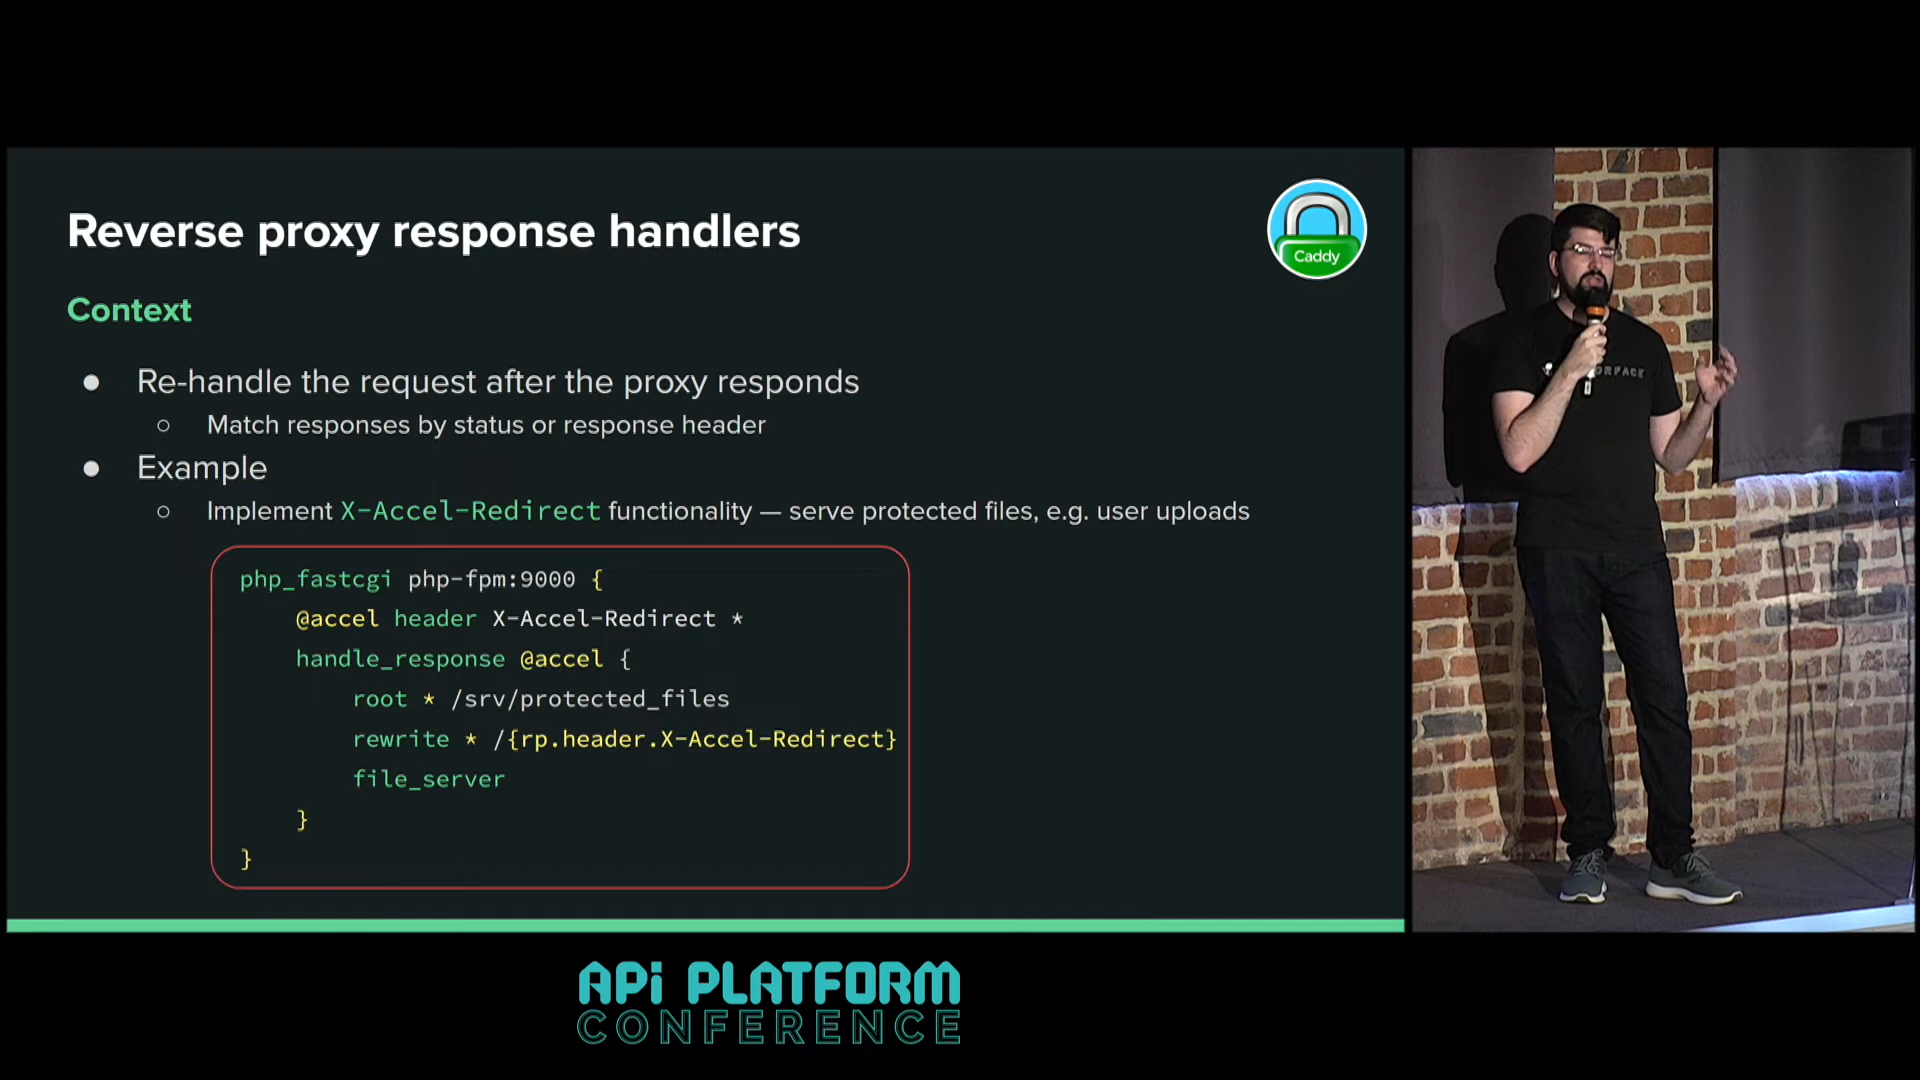 Reverse proxy response handlers
Caddy
Context
● Re-handle the request after the proxy responds
○ Match responses by status or response header
● Example
○ Implement X-Accel-Redirect functionality — serve protected files, e.g. user uploads
php_fastcgi php-fpm:9000 {
@accel header X-Accel-Redirect *
handle_response @accel {
root * /srv/protected_files
rewrite * /{rp.header.X-Accel-Redirect}
file_server
}
}
APi PLATFORM
CONFERENCE